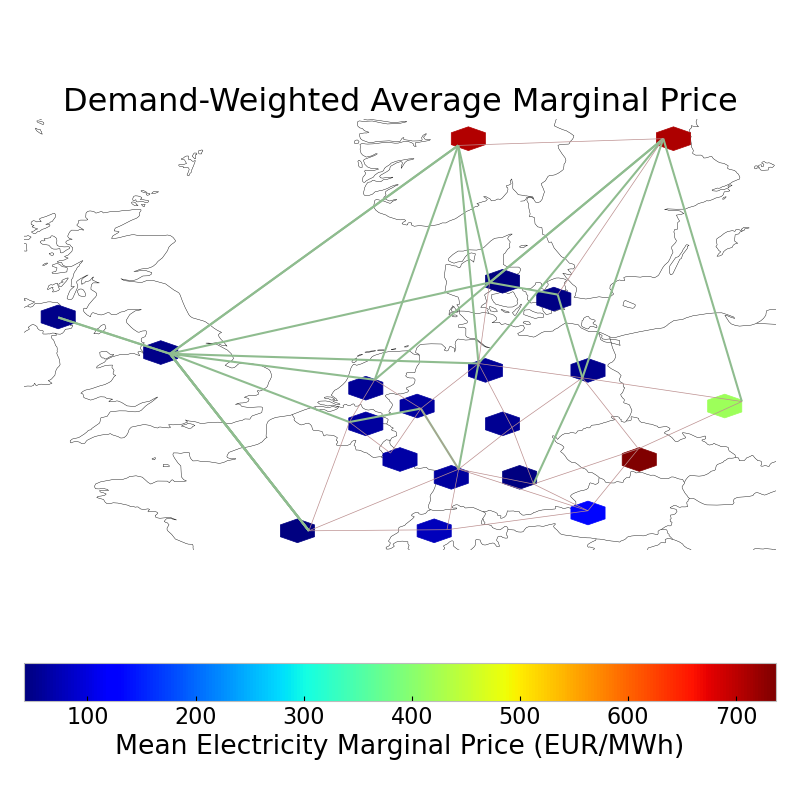 Demand-Weighted Average Marginal Price
100 200 300 400 500 600 700
Mean Electricity Marginal Price (EUR/MWh)